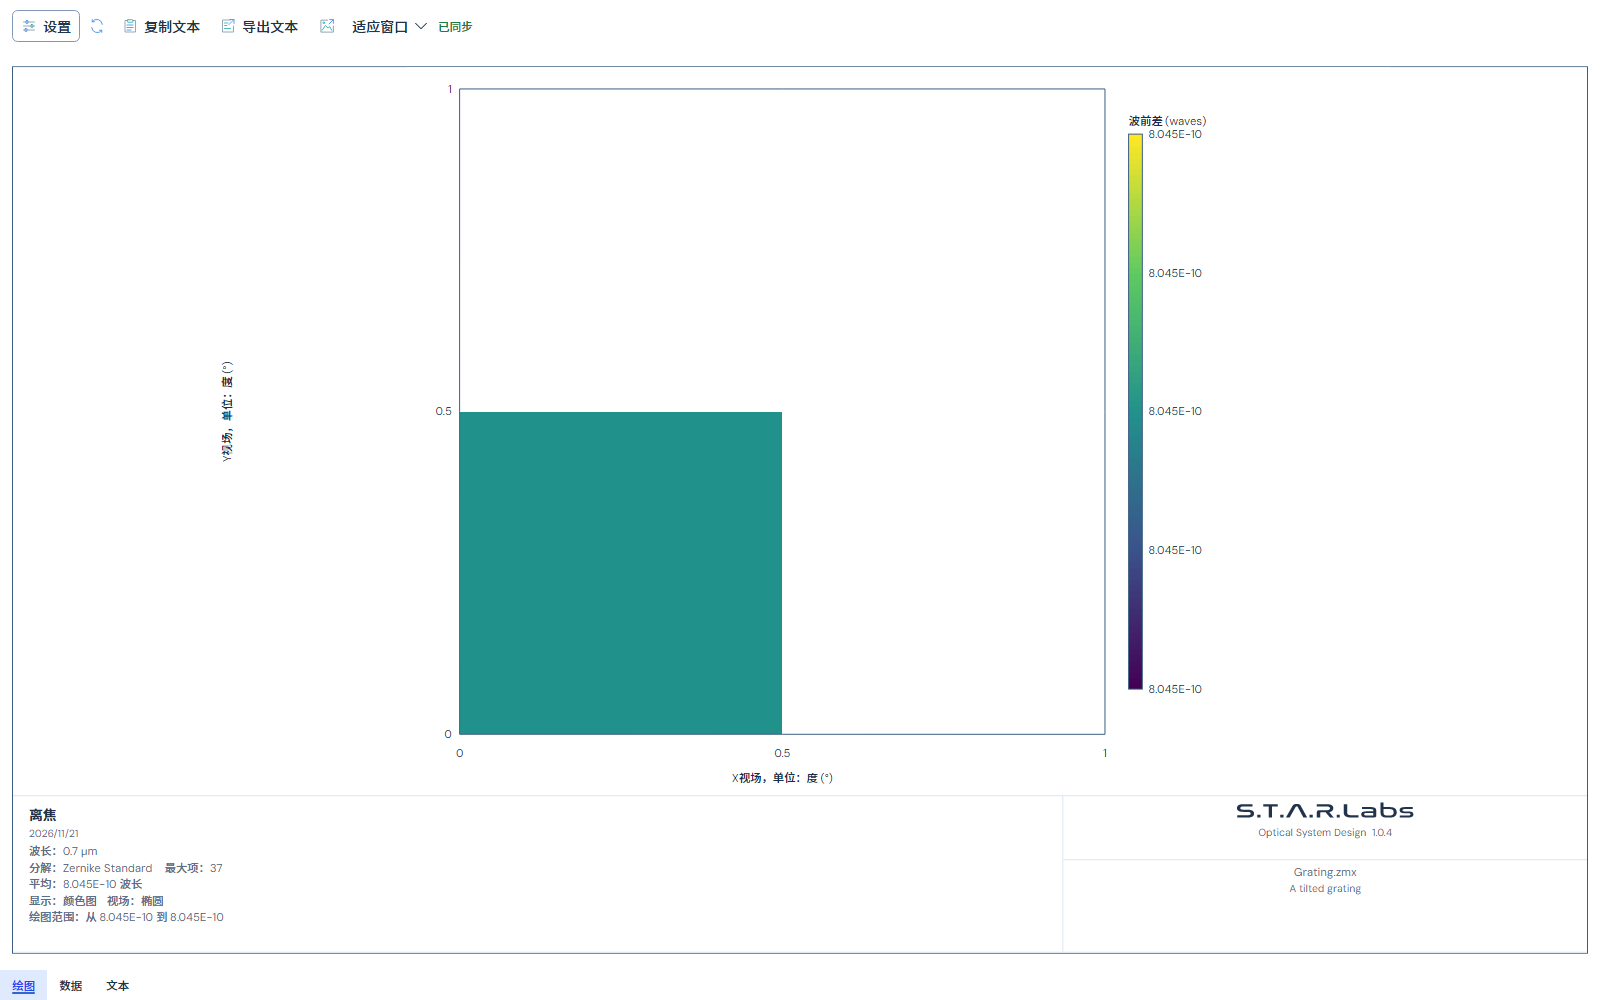 设置 复制文本 导出文本 适应窗口 已同步
1
0.5
0
0 0.5 1
Y视场，单位：度 (°)
X视场，单位：度 (°)
波前差 (waves)
8.045E-10
8.045E-10
8.045E-10
8.045E-10
8.045E-10
离焦
2026/11/21
波长：0.7 µm
分解：Zernike Standard 最大项：37
平均：8.045E-10 波长
显示：颜色图 视场：椭圆
绘图范围：从 8.045E-10 到 8.045E-10
S.T.A.R.Labs
Optical System Design 1.0.4
Grating.zmx
A tilted grating
绘图 数据 文本